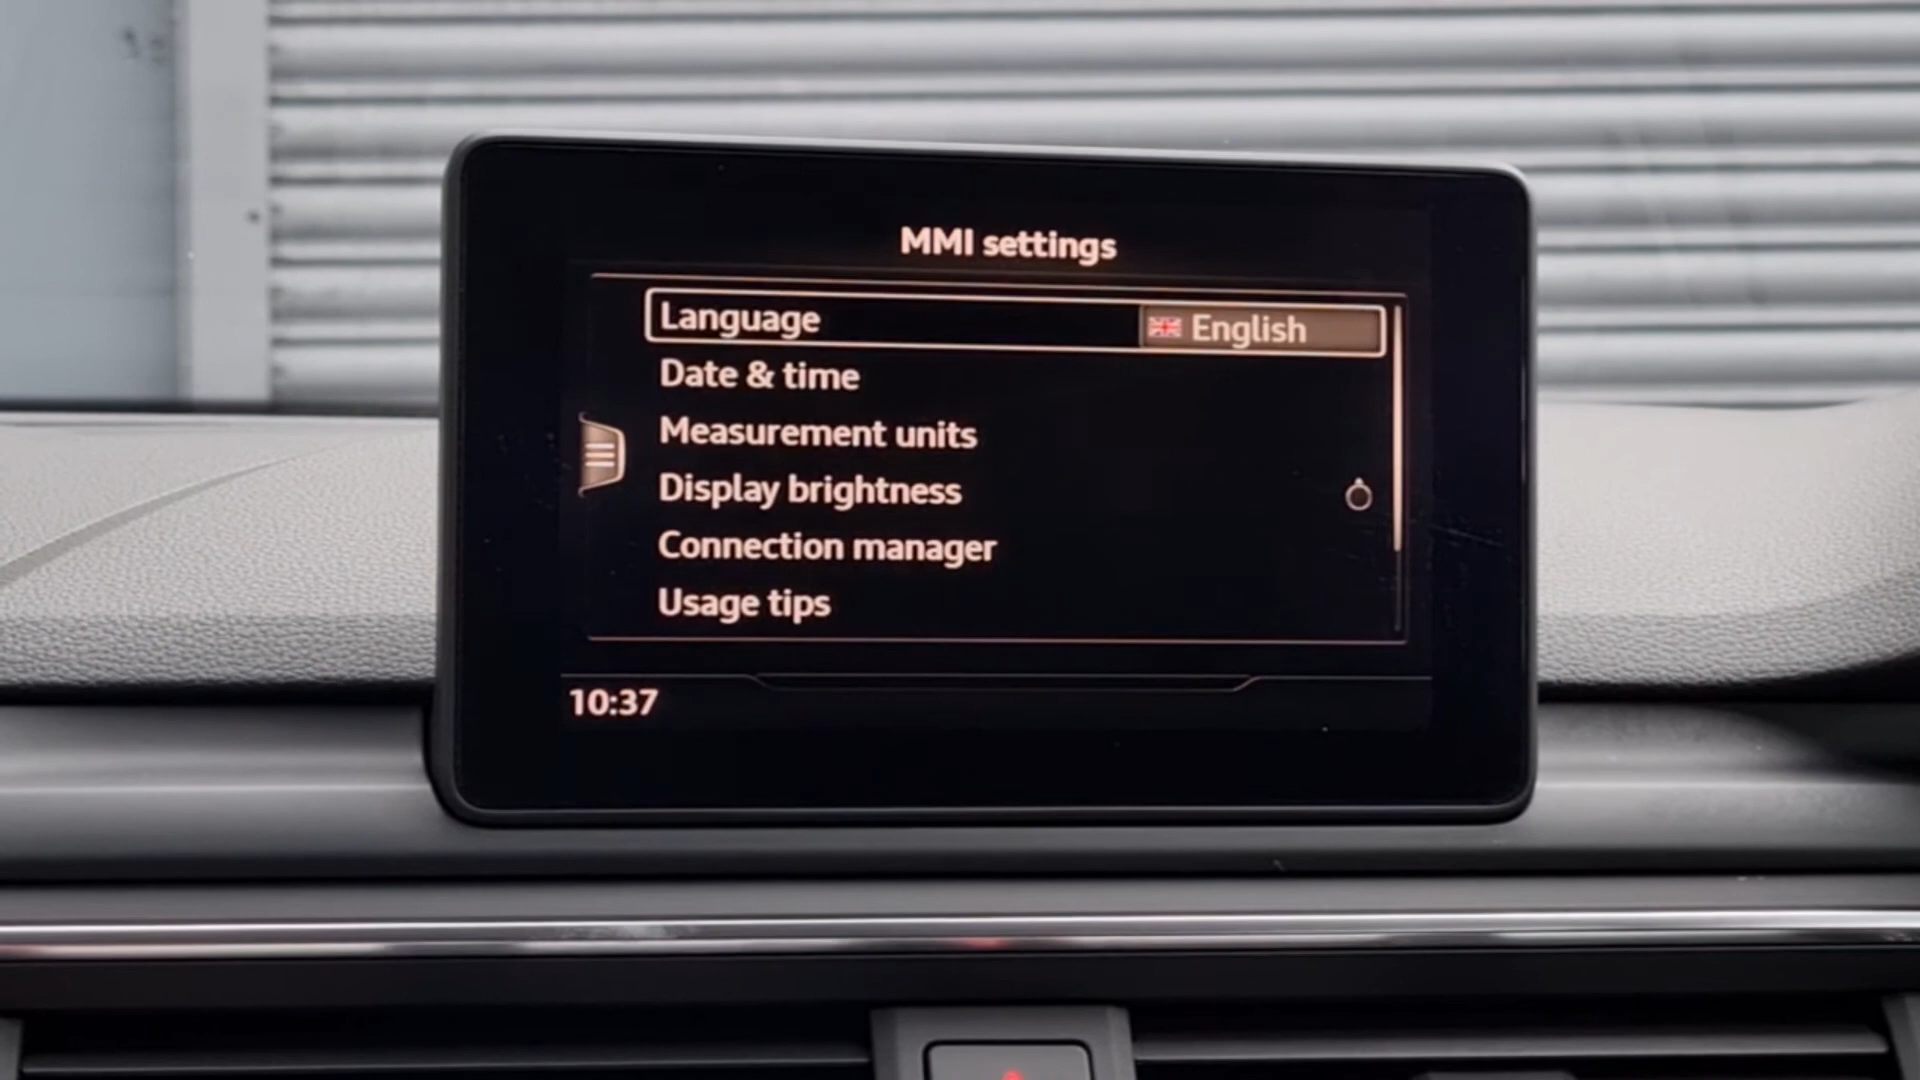 MMI settings
Language English
Date & time
Measurement units
Display brightness
Connection manager
Usage tips
10:37